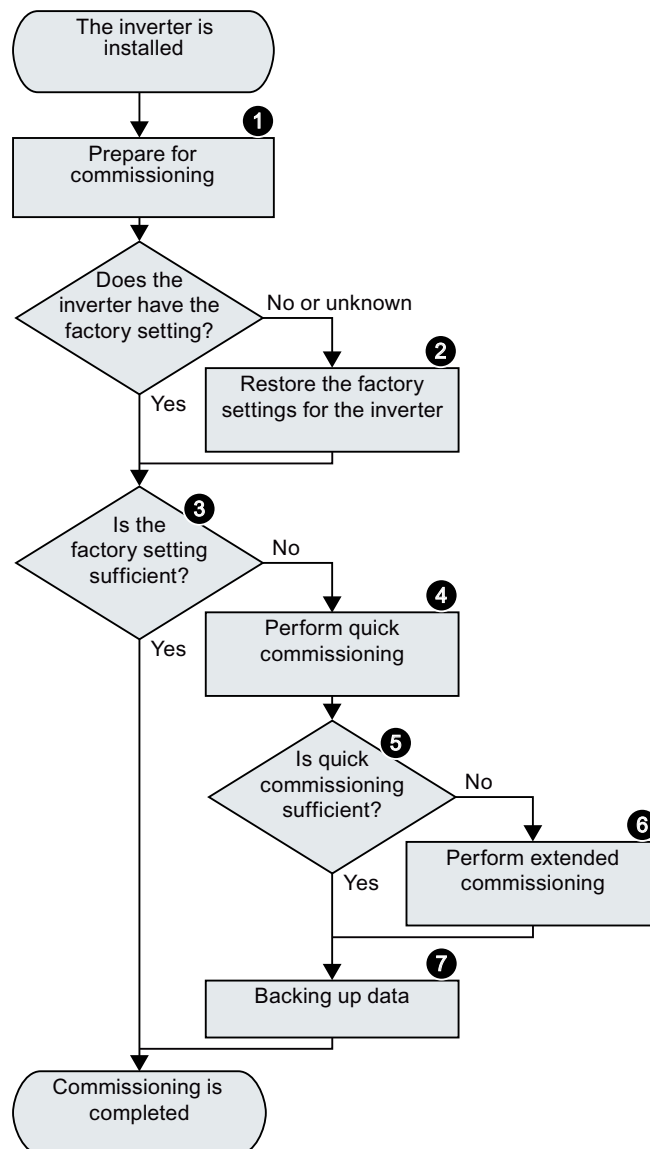 The inverter is
installed
1
Prepare for
commissioning
Does the
inverter have the
factory setting?
No or unknown
2
Restore the factory
settings for the inverter
Yes
3
Is the
factory setting
sufficient?
No
4
Perform quick
commissioning
Yes
5
Is quick
commissioning
sufficient?
No
6
Perform extended
commissioning
Yes
7
Backing up data
Commissioning is
completed